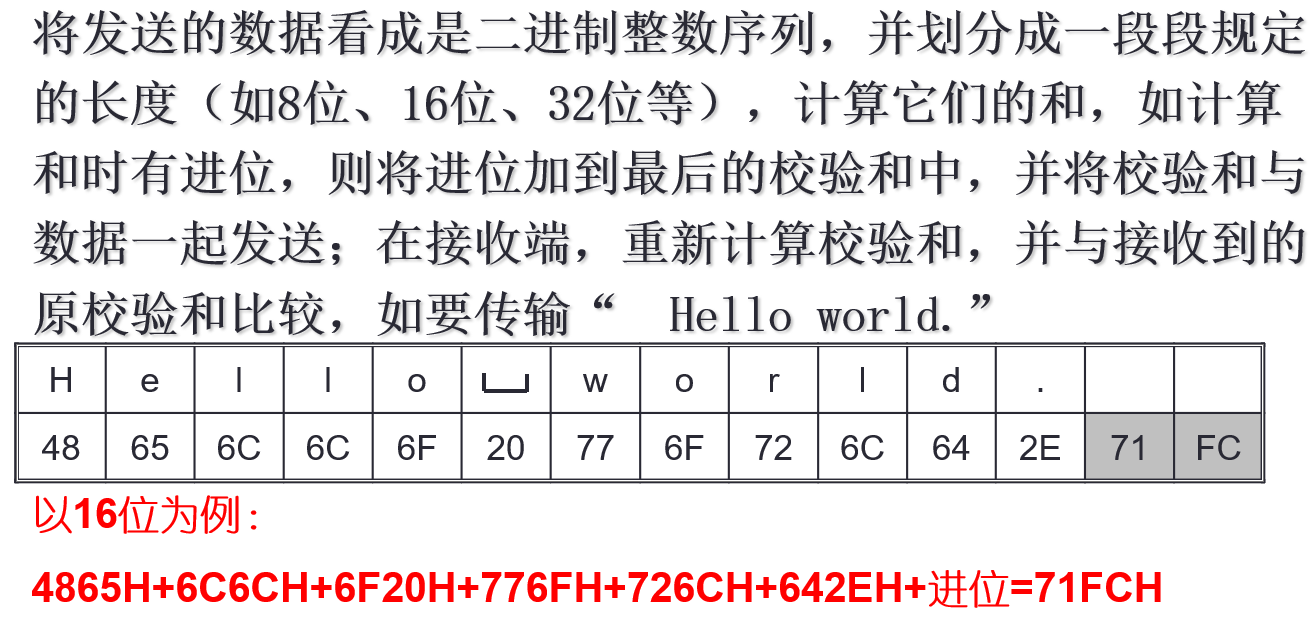 将发送的数据看成是二进制整数序列，并划分成一段段规定
的长度（如8位、16位、32位等），计算它们的和，如计算
和时有进位，则将进位加到最后的校验和中，并将校验和与
数据一起发送；在接收端，重新计算校验和，并与接收到的
原校验和比较，如要传输“ Hello world.”
H e l l o ␣ w o r l d .
48 65 6C 6C 6F 20 77 6F 72 6C 64 2E 71 FC
以16位为例：
4865H+6C6CH+6F20H+776FH+726CH+642EH+进位=71FCH